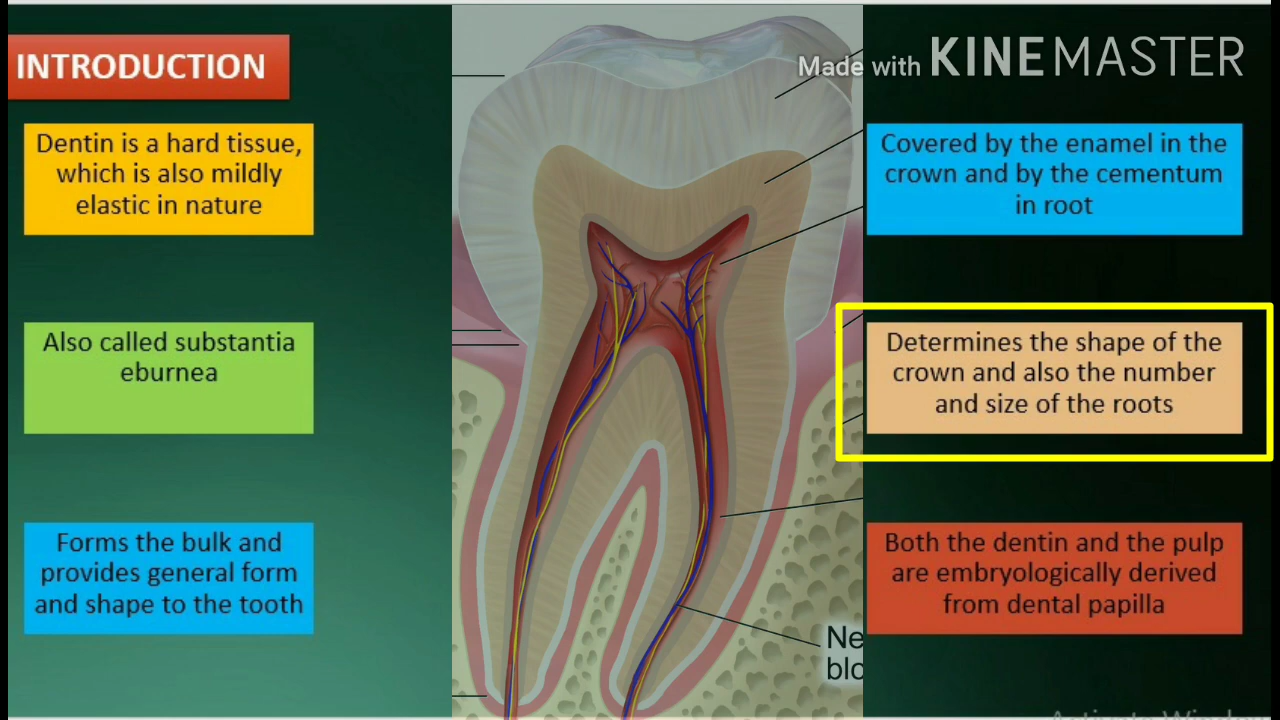 INTRODUCTION
Made with KINEMASTER
Dentin is a hard tissue,
which is also mildly
elastic in nature
Covered by the enamel in the
crown and by the cementum
in root
Also called substantia
eburnea
Determines the shape of the
crown and also the number
and size of the roots
Forms the bulk and
provides general form
and shape to the tooth
Both the dentin and the pulp
are embryologically derived
from dental papilla
Ne
blo